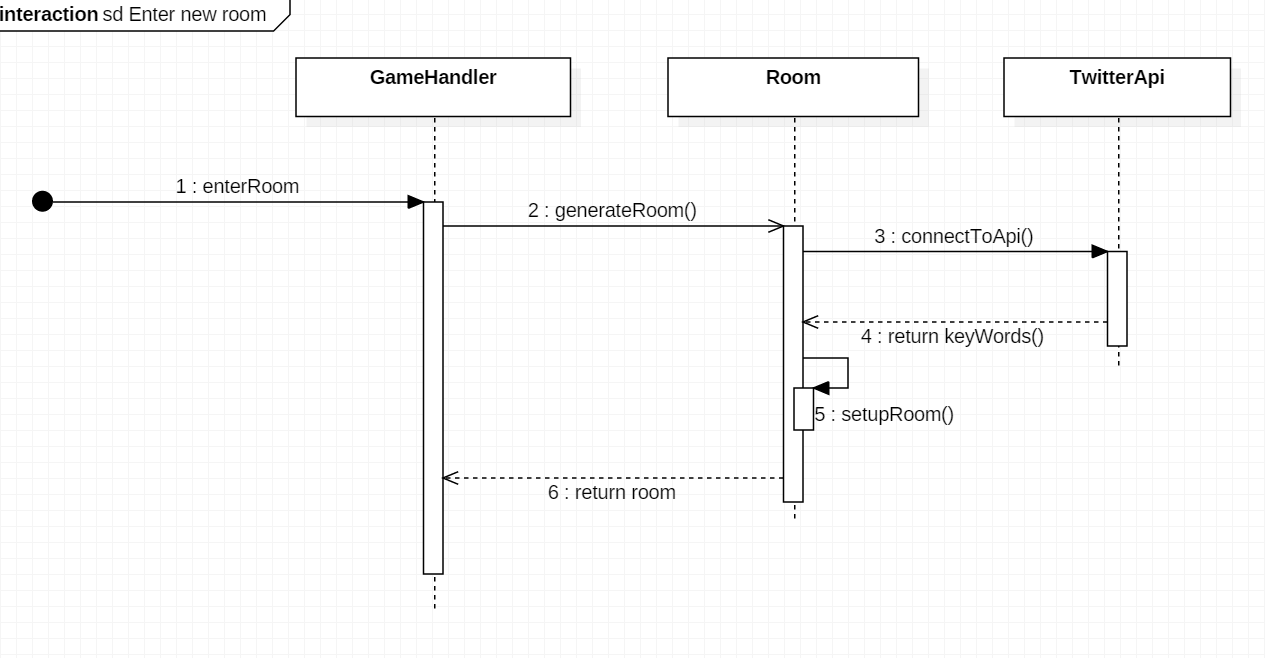 interaction sd Enter new room
GameHandler
Room
TwitterApi
1 : enterRoom
2 : generateRoom()
3 : connectToApi()
4 : return keyWords()
5 : setupRoom()
6 : return room